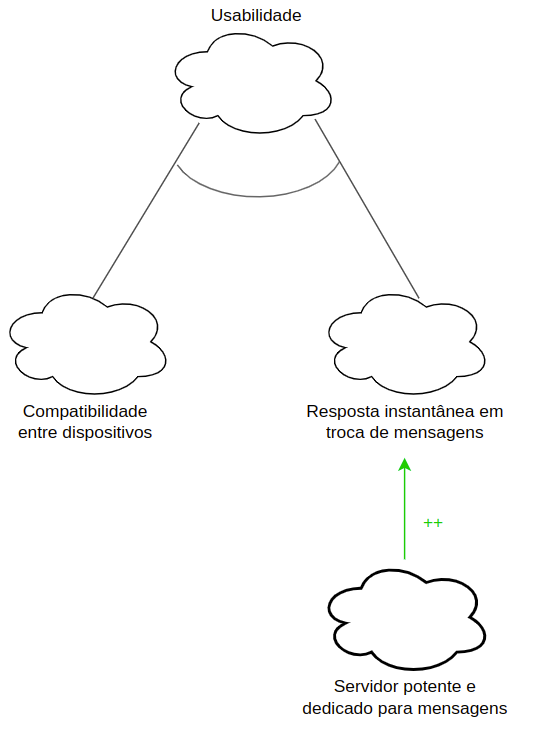 Usabilidade
Compatibilidade
entre dispositivos
Resposta instantânea em
troca de mensagens
++
Servidor potente e
dedicado para mensagens